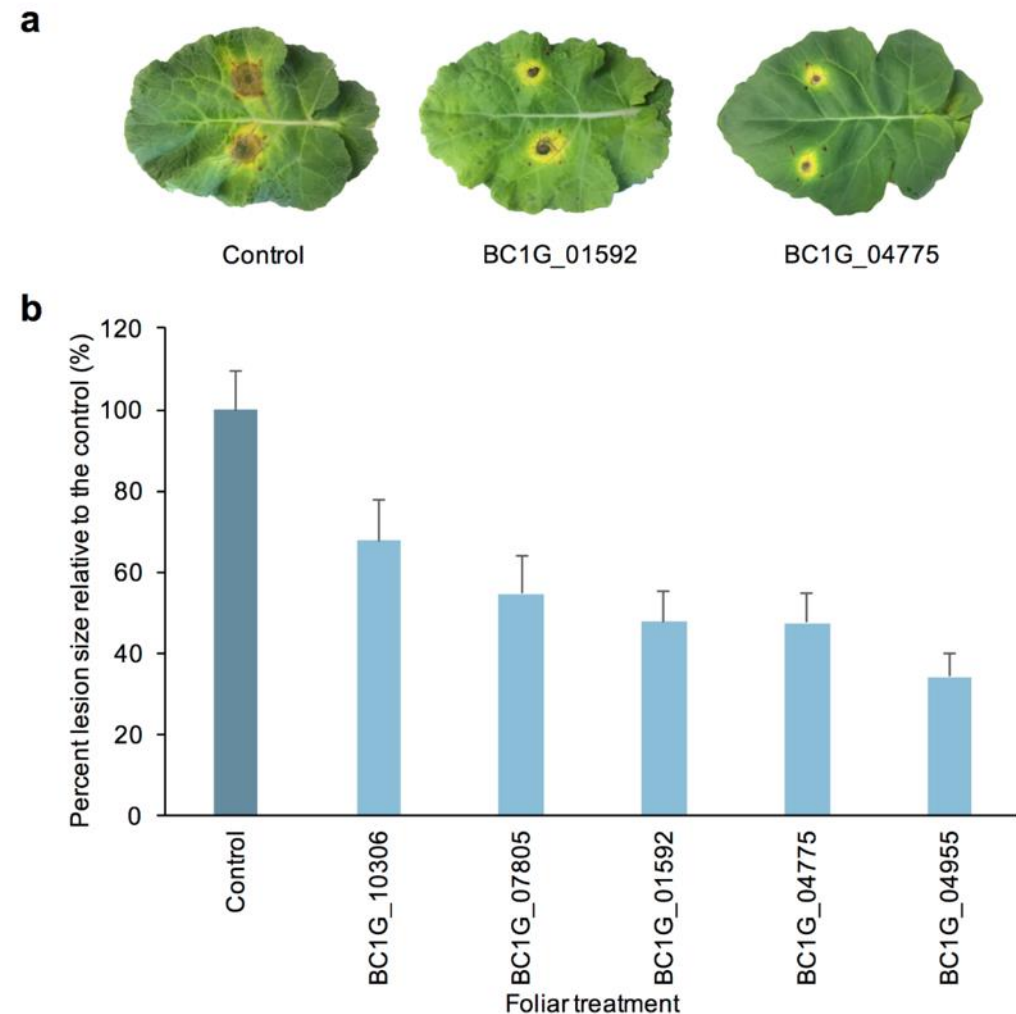 a
Control
BC1G_01592
BC1G_04775
b
Percent lesion size relative to the control (%)
120
100
80
60
40
20
0
Control
BC1G_10306
BC1G_07805
BC1G_01592
BC1G_04775
BC1G_04955
Foliar treatment